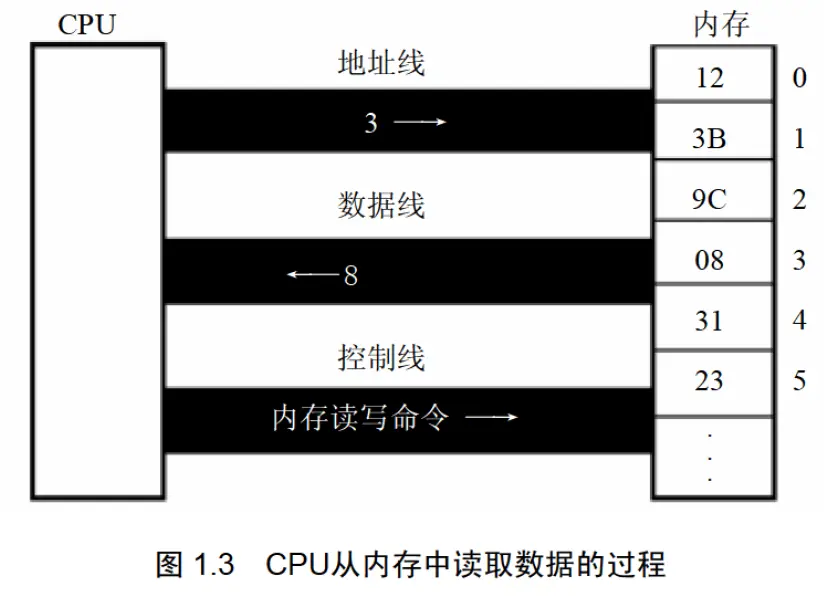 CPU
内存
地址线
12 0
3 →
3B 1
数据线
9C 2
←8
08 3
31 4
控制线
23 5
内存读写命令 →
.
.
.
图 1.3 CPU从内存中读取数据的过程